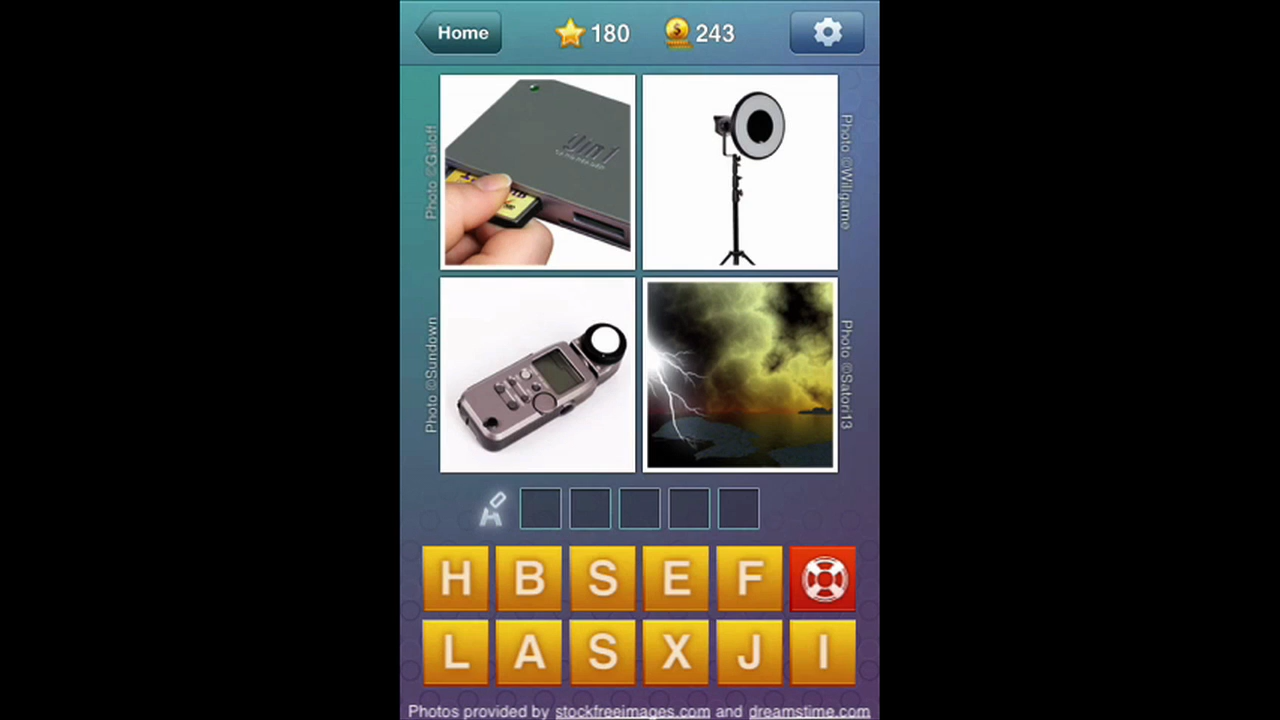 Home
180
243
Photo ©Galoff
9in1
Photo ©Willgame
Photo ©Sundown
Photo ©Satori13
H B S E F
L A S X J I
Photos provided by stockfreeimages.com and dreamstime.com